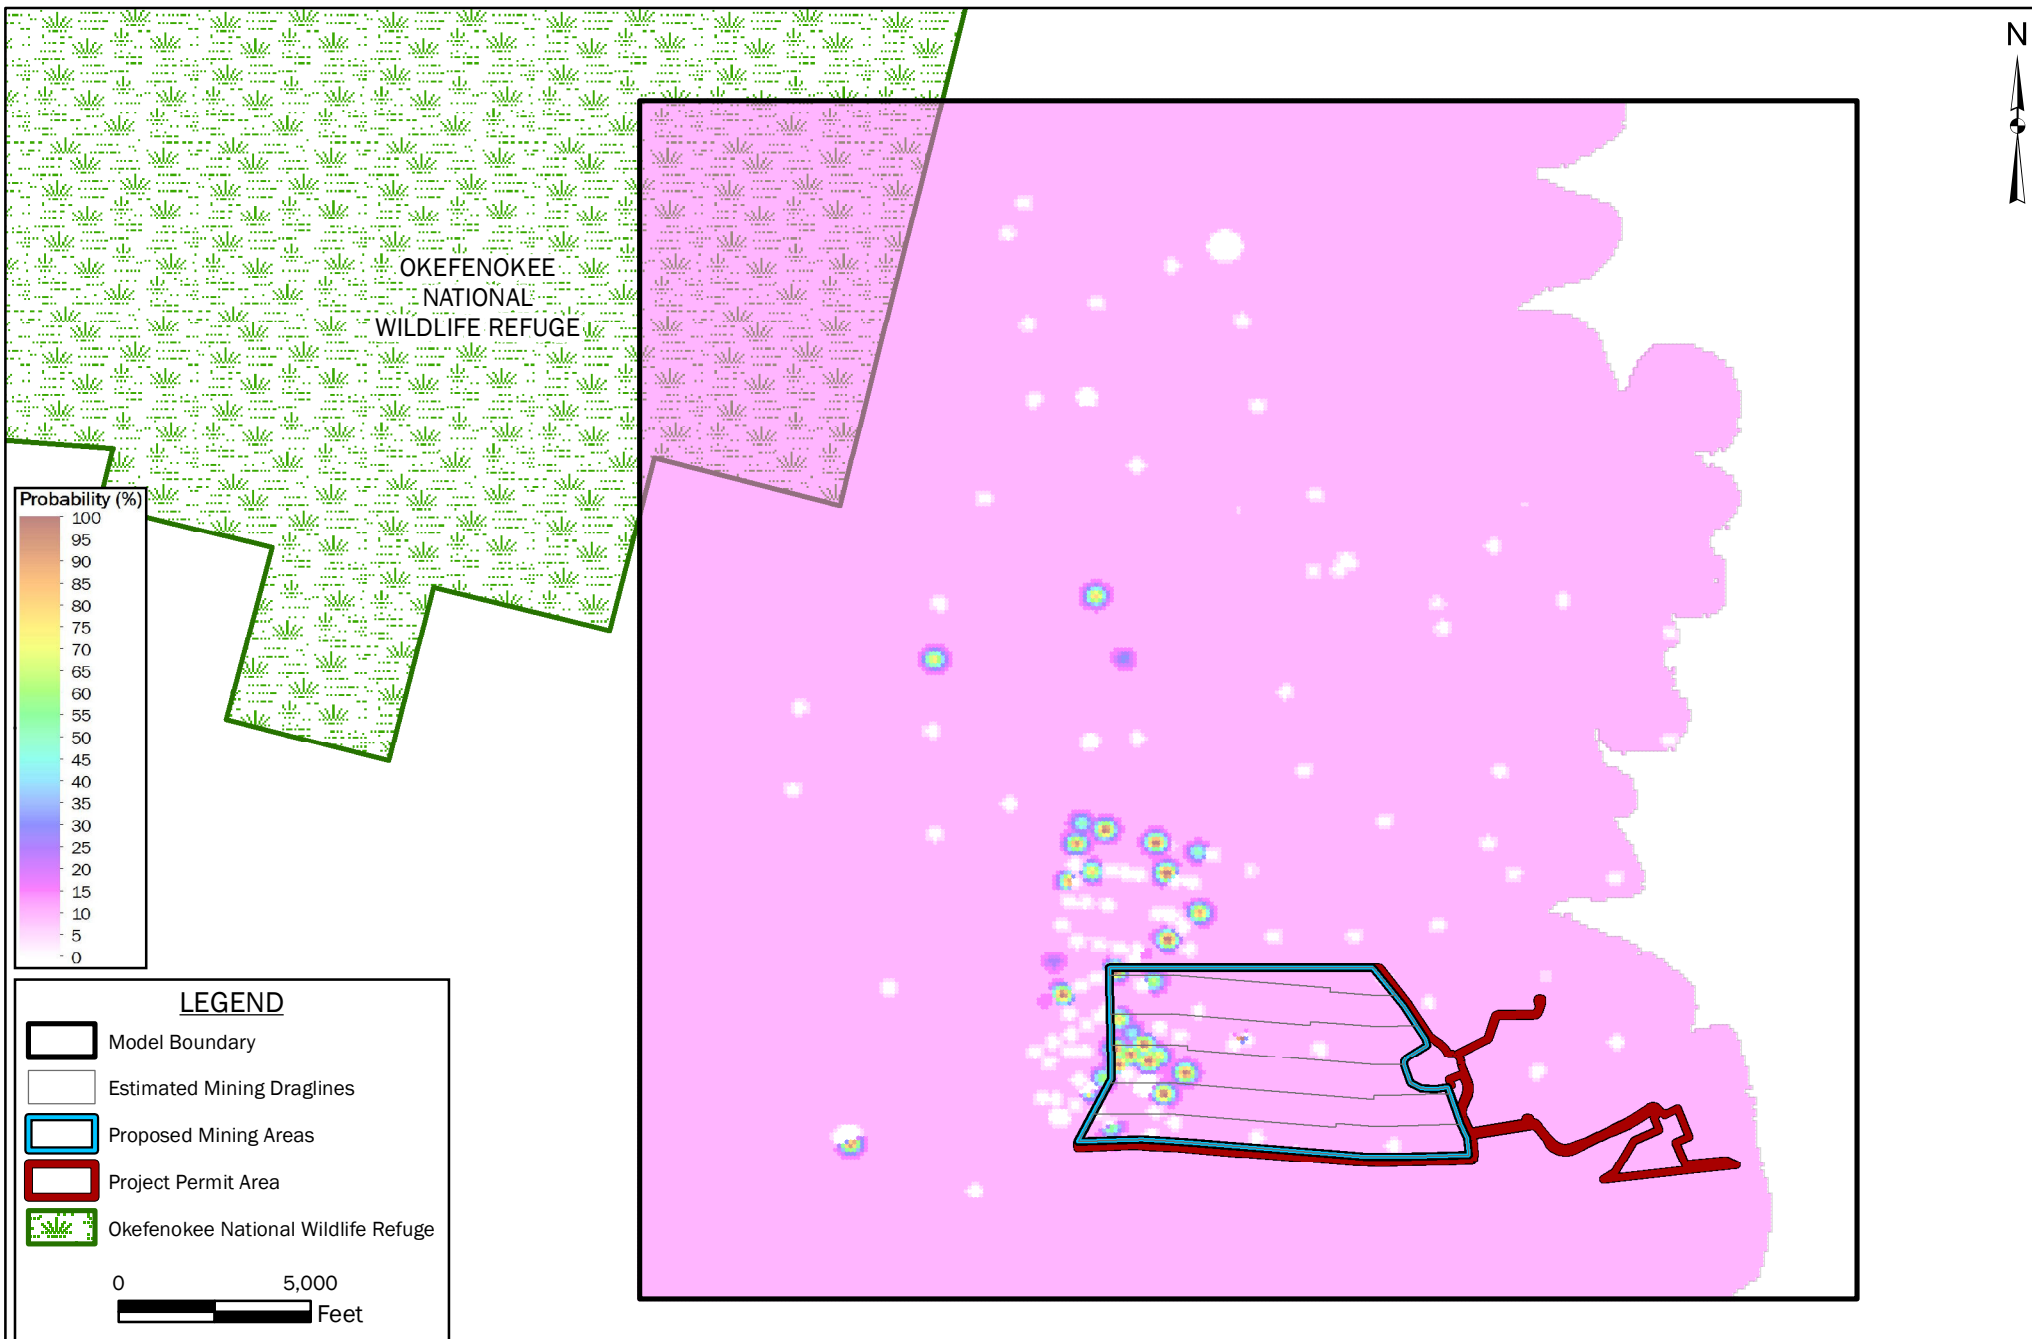 N
OKEFENOKEE
NATIONAL
WILDLIFE REFUGE
Probability (%)
100
95
90
85
80
75
70
65
60
55
50
45
40
35
30
25
20
15
10
5
0
LEGEND
Model Boundary
Estimated Mining Draglines
Proposed Mining Areas
Project Permit Area
Okefenokee National Wildlife Refuge
0 5,000
Feet